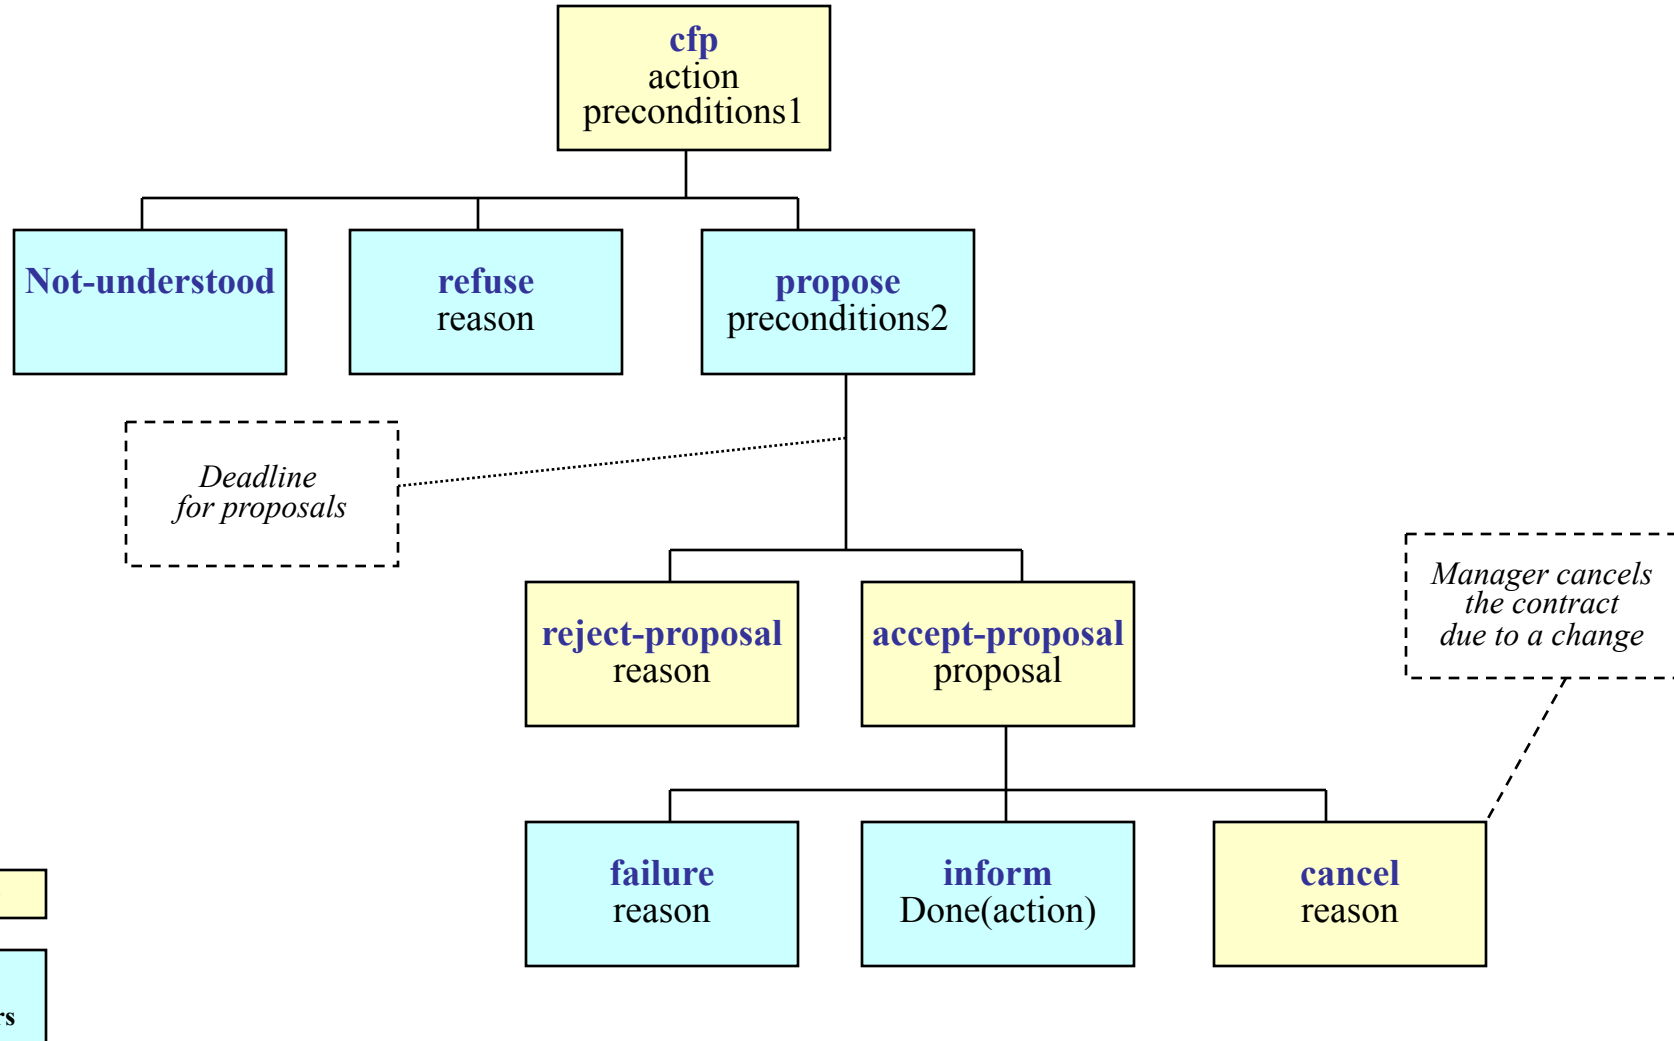 cfp
action
preconditions1
Not-understood
refuse
reason
propose
preconditions2
Deadline
for proposals
Manager cancels
the contract
due to a change
reject-proposal
reason
accept-proposal
proposal
failure
reason
inform
Done(action)
cancel
reason